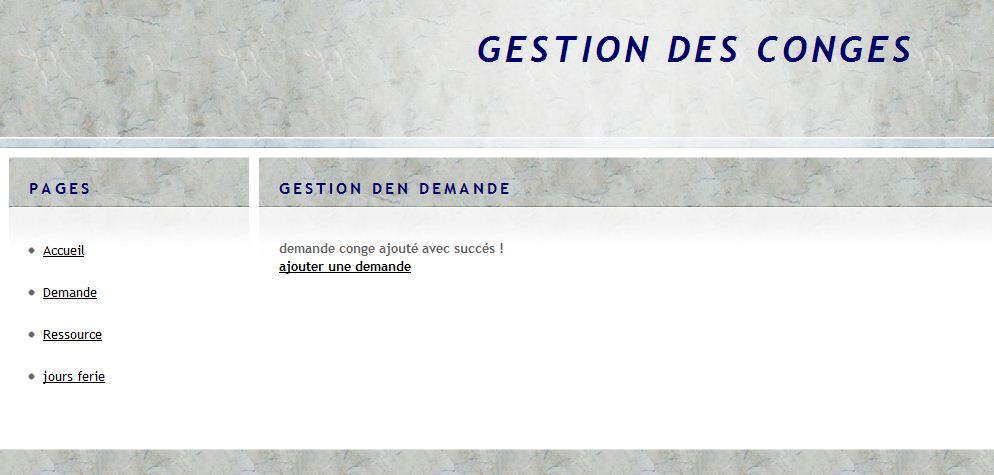 GESTION DES CONGES
PAGES
Accueil
Demande
Ressource
jours ferie
GESTION DEN DEMANDE
demande conge ajouté avec succés !
ajouter une demande